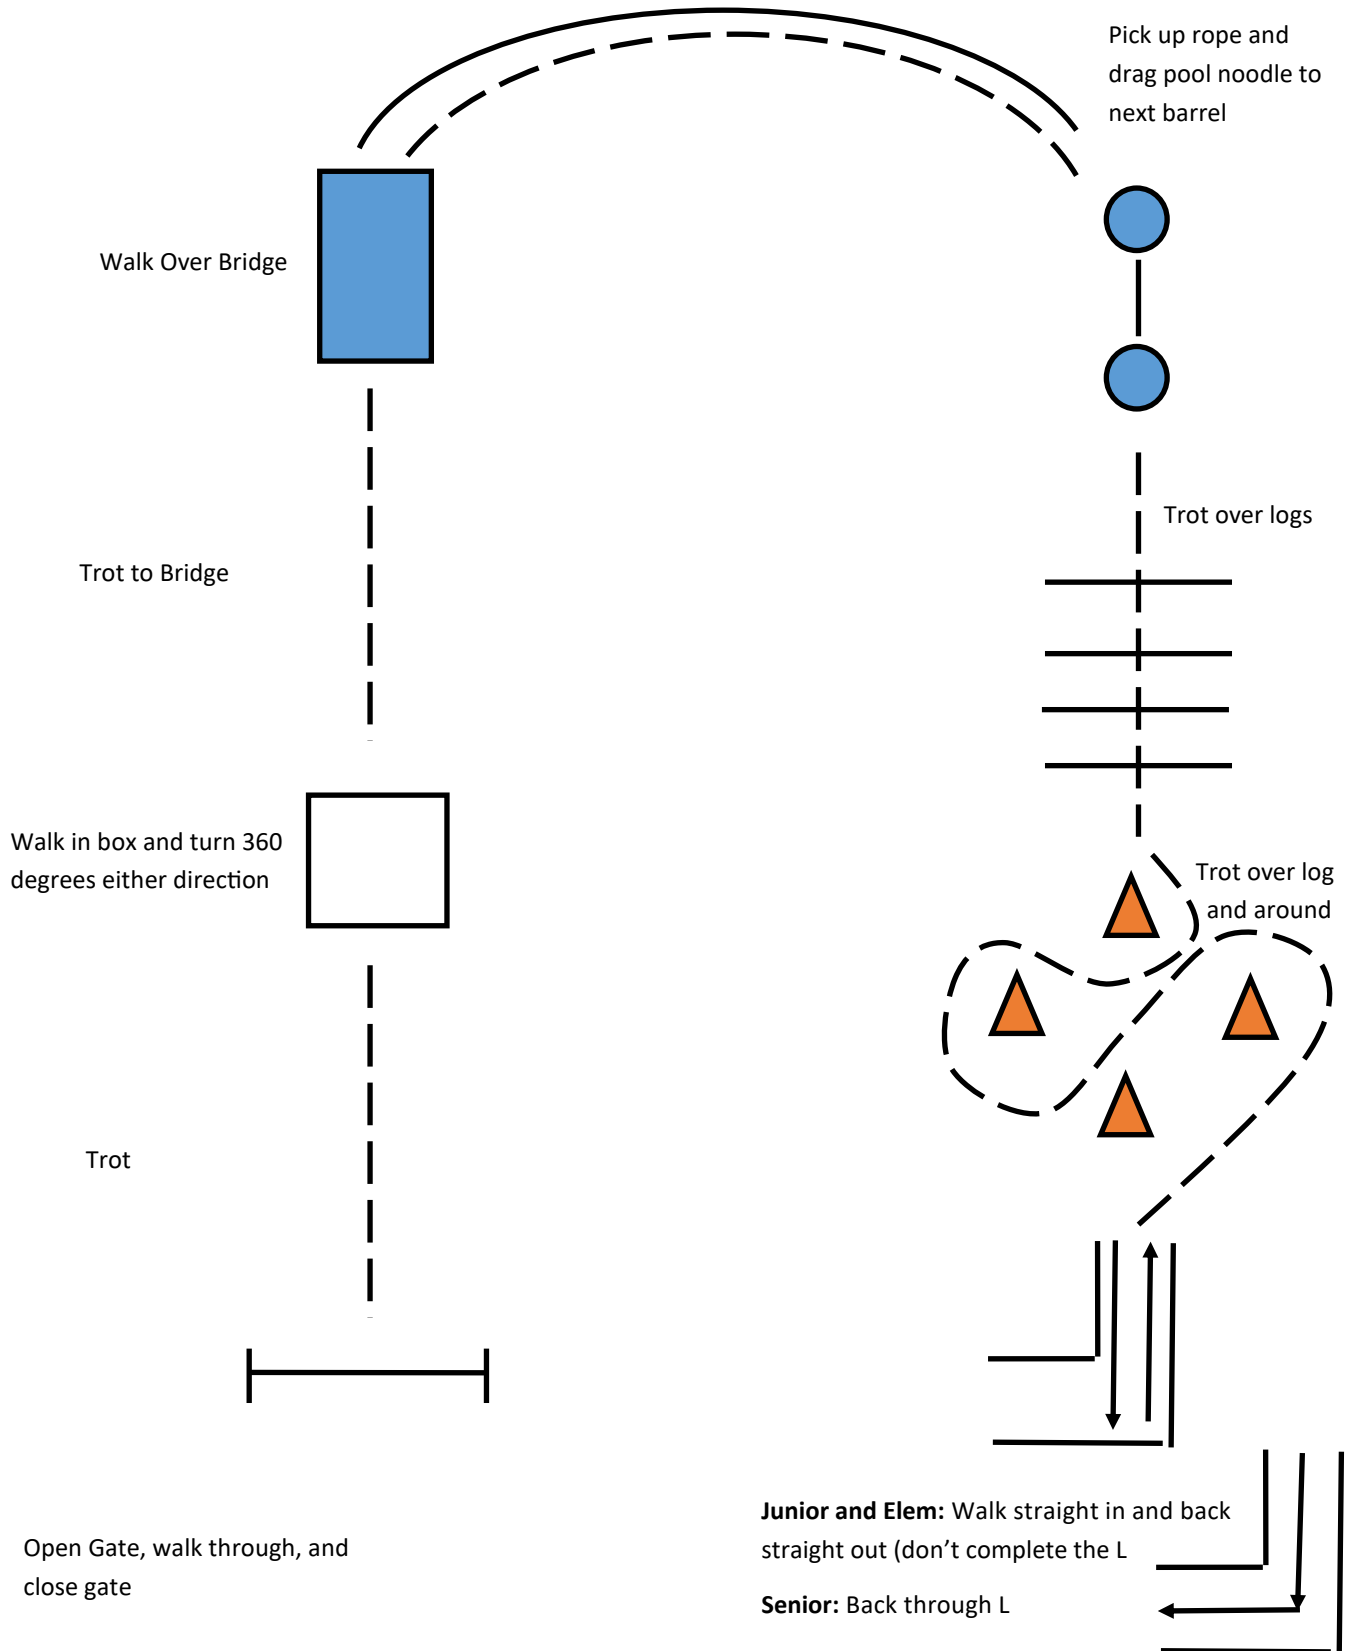 Pick up rope and
drag pool noodle to
next barrel
Walk Over Bridge
Trot over logs
Trot to Bridge
Walk in box and turn 360
degrees either direction
Trot over log
and around
Trot
Junior and Elem: Walk straight in and back
straight out (don’t complete the L
Senior: Back through L
Open Gate, walk through, and
close gate